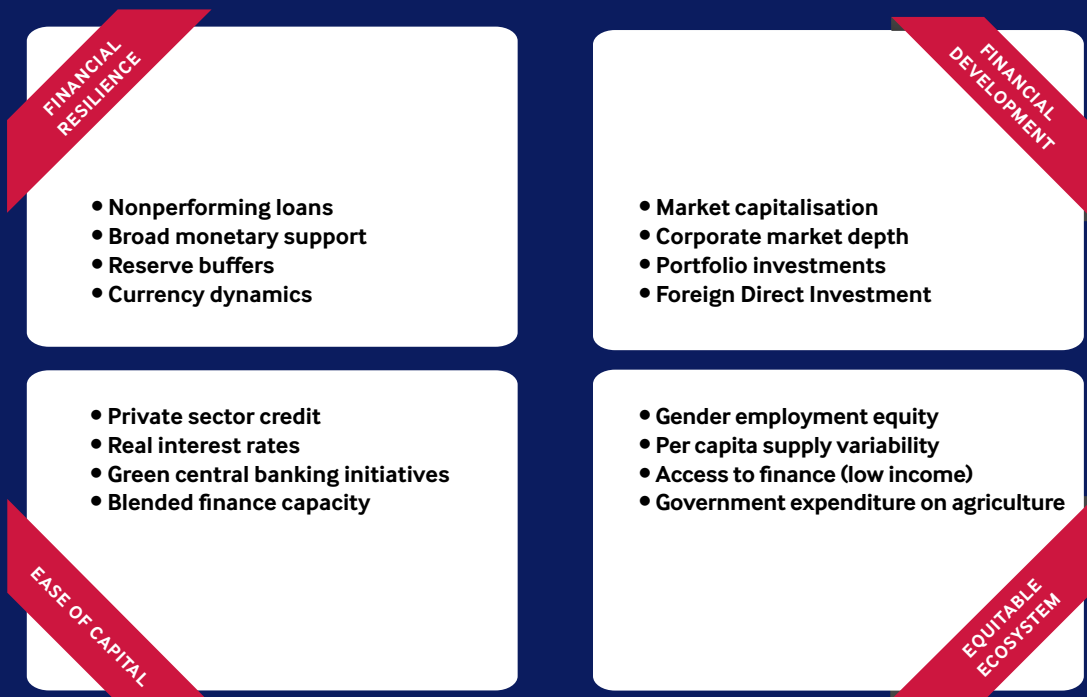 FINANCIAL
RESILIENCE
• Nonperforming loans
• Broad monetary support
• Reserve buffers
• Currency dynamics
FINANCIAL
DEVELOPMENT
• Market capitalisation
• Corporate market depth
• Portfolio investments
• Foreign Direct Investment
• Private sector credit
• Real interest rates
• Green central banking initiatives
• Blended finance capacity
EASE OF CAPITAL
• Gender employment equity
• Per capita supply variability
• Access to finance (low income)
• Government expenditure on agriculture
EQUITABLE
ECOSYSTEM